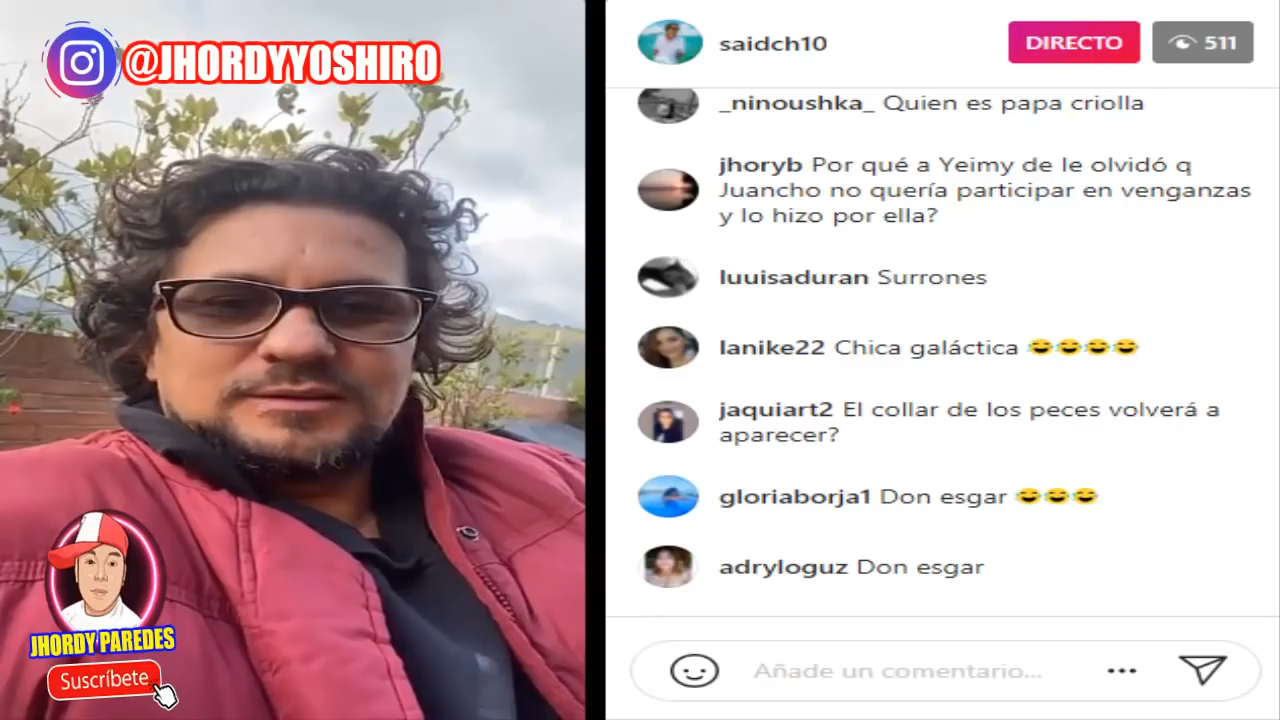 @JHORDYYOSHIRO
JHORDY PAREDES
Suscríbete
saidch10
DIRECTO
511
_ninoushka_ Quien es papa criolla
jhoryb Por qué a Yeimy de le olvidó q
Juancho no quería participar en venganzas
y lo hizo por ella?
luuisaduran Surrones
lanike22 Chica galáctica
jaquiart2 El collar de los peces volverá a
aparecer?
gloriaborja1 Don esgar
adryloguz Don esgar
Añade un comentario...